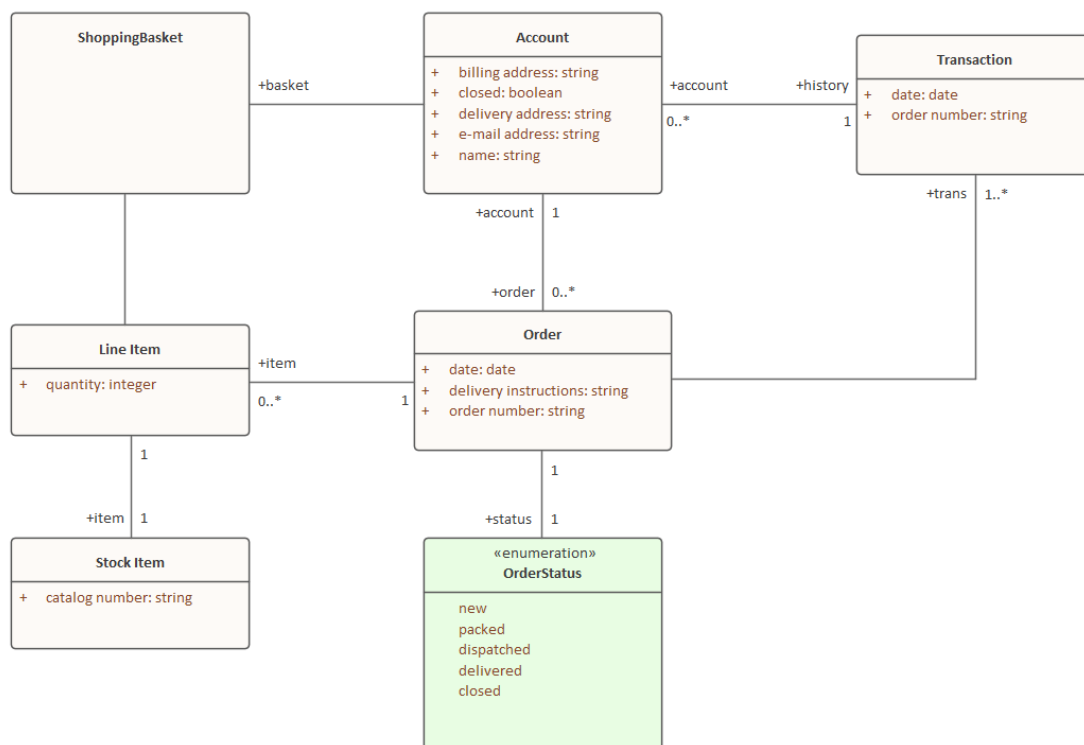 ShoppingBasket
+basket
Account
+ billing address: string
+ closed: boolean
+ delivery address: string
+ e-mail address: string
+ name: string
+account
0..*
+history
1
Transaction
+ date: date
+ order number: string
+trans
1..*
+account
1
+order
0..*
Line Item
+ quantity: integer
+item
0..*
1
Order
+ date: date
+ delivery instructions: string
+ order number: string
1
+item
1
Stock Item
+ catalog number: string
1
+status
1
«enumeration»
OrderStatus
new
packed
dispatched
delivered
closed